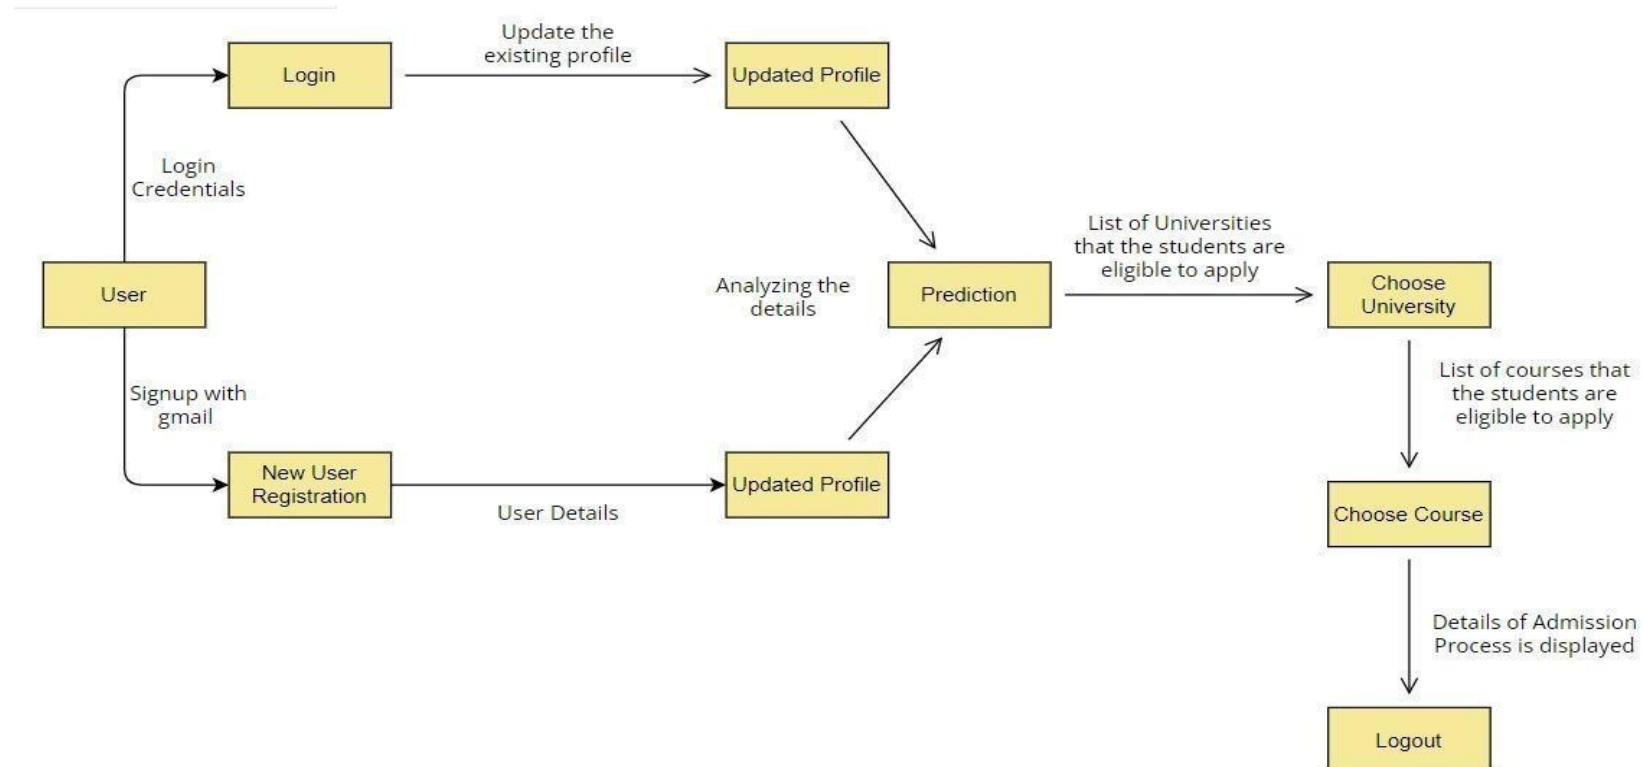 Update the
existing profile
Login
Updated Profile
Login
Credentials
List of Universities
that the students are
eligible to apply
Analyzing the
details
User
Prediction
Choose
University
Signup with
gmail
List of courses that
the students are
eligible to apply
New User
Registration
Updated Profile
User Details
Choose Course
Details of Admission
Process is displayed
Logout